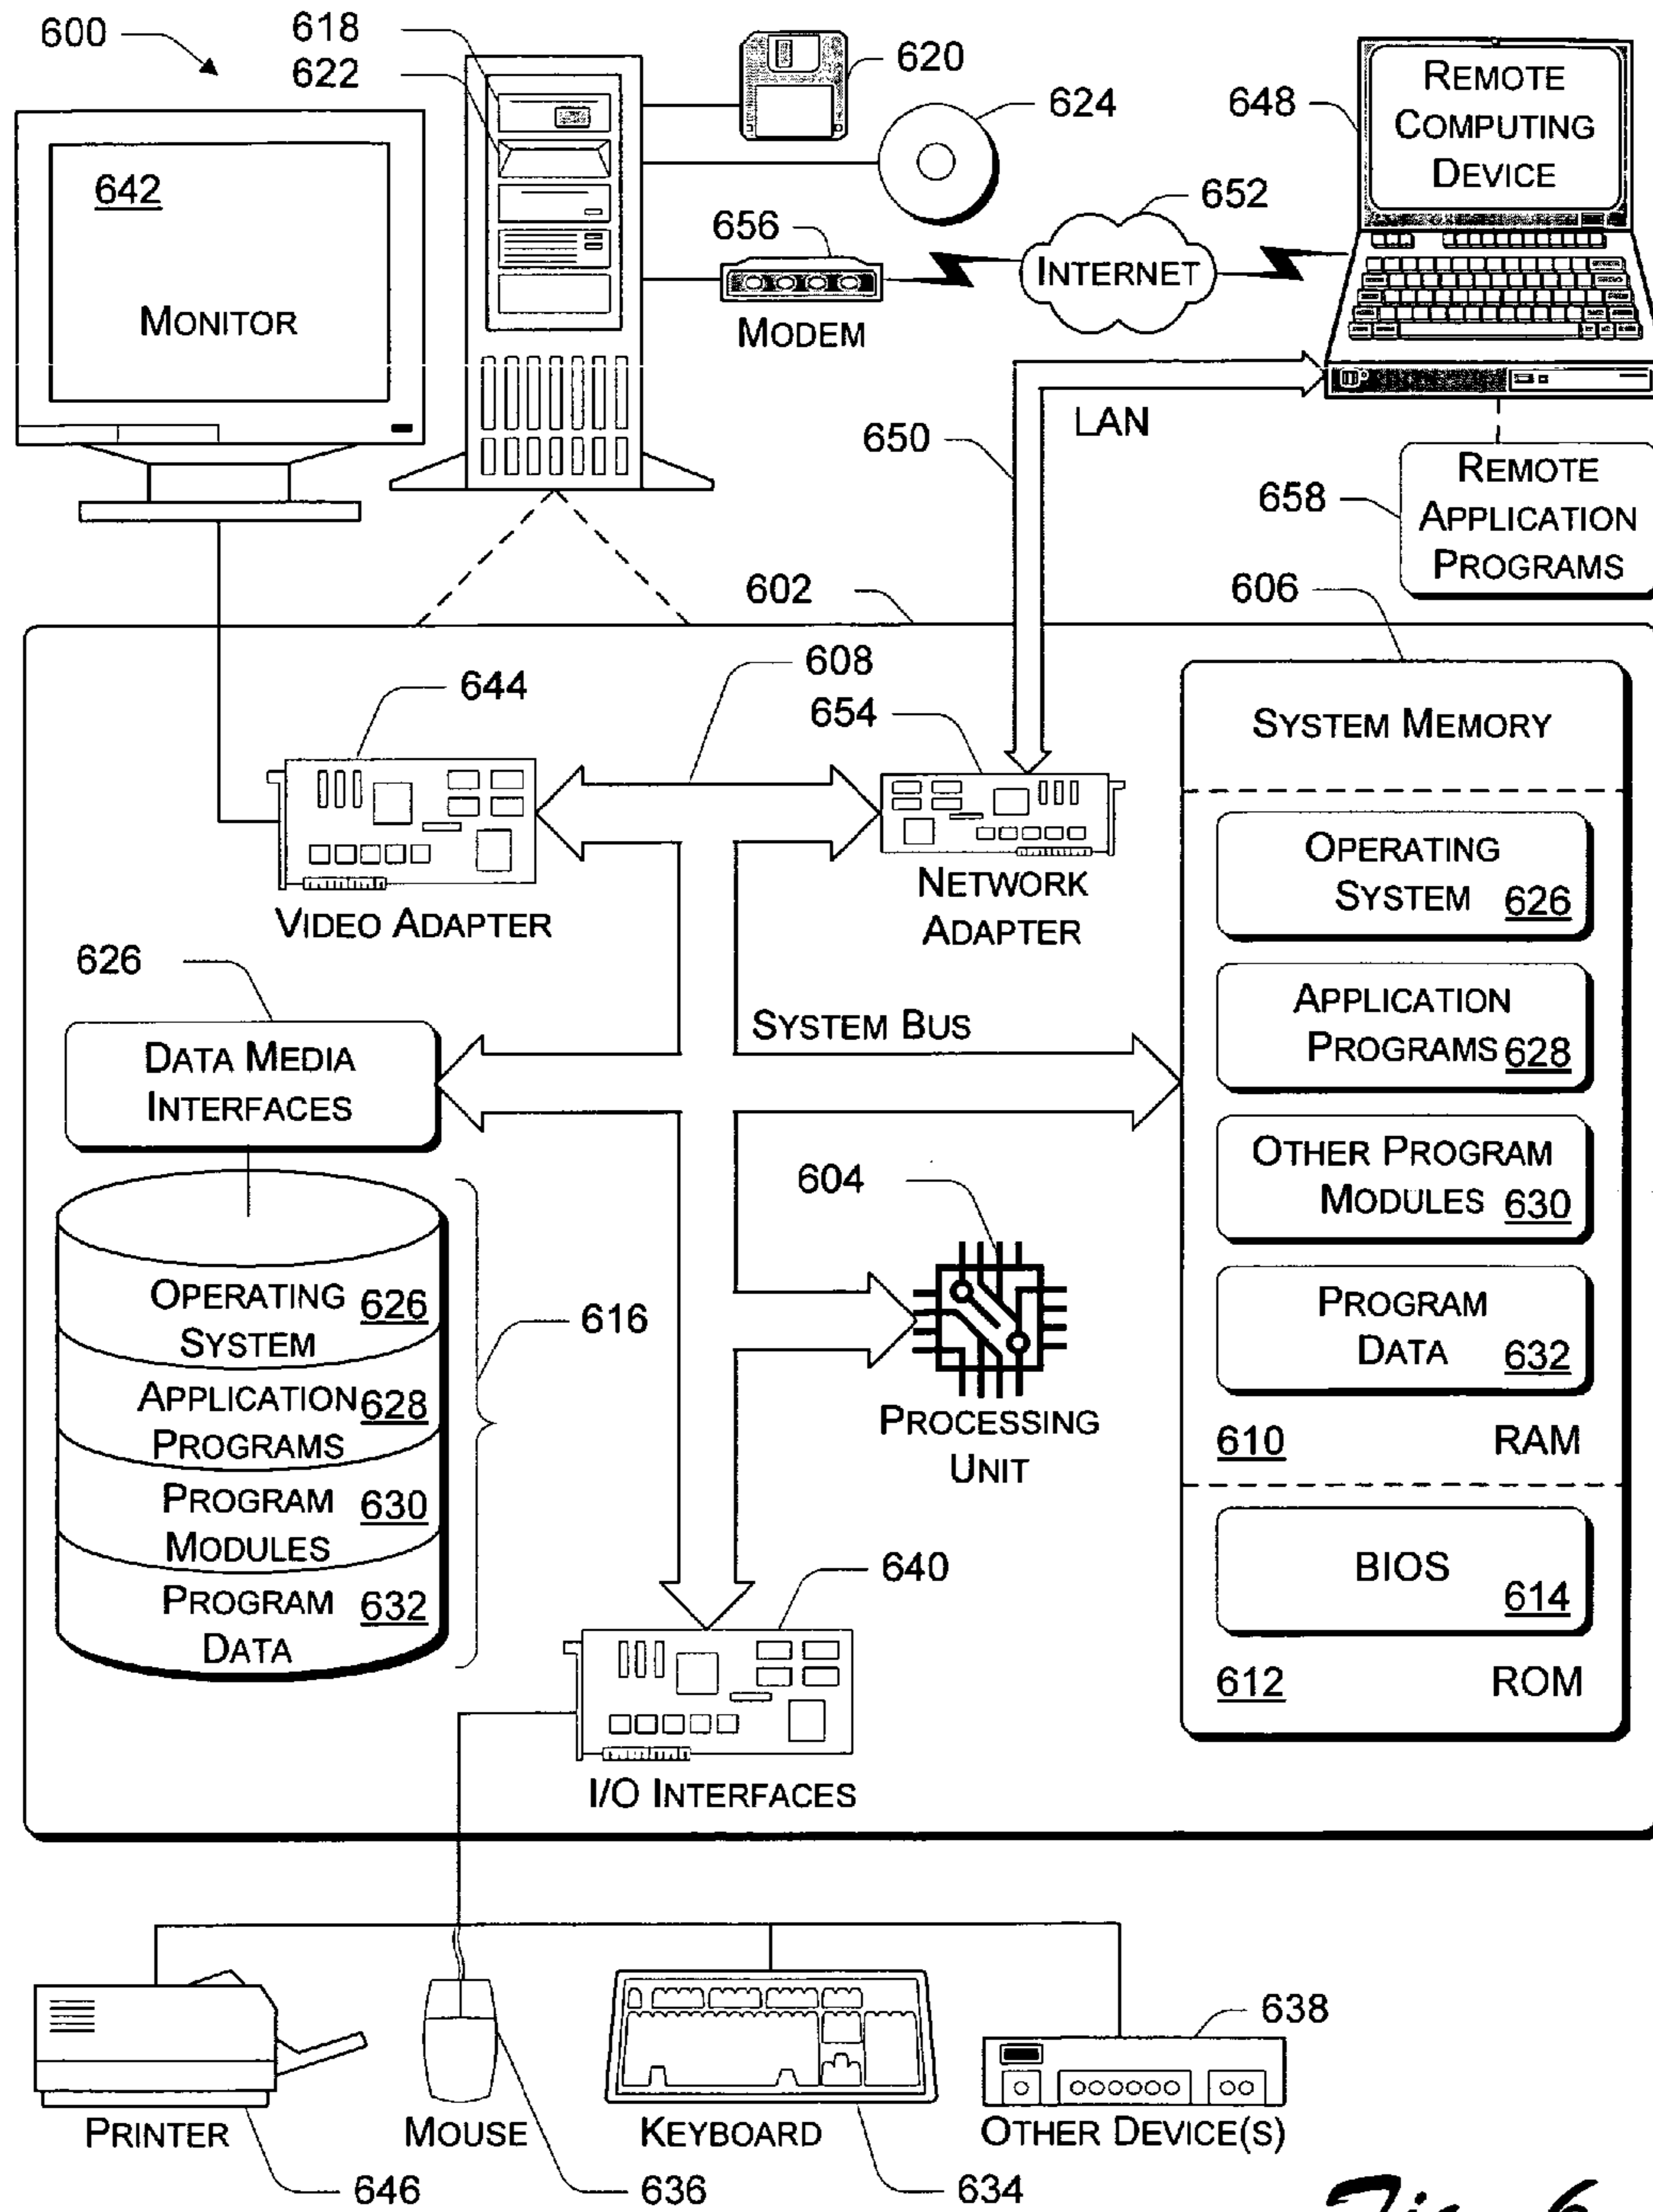 600
618
622
620
624
648
REMOTE
COMPUTING
DEVICE
642
MONITOR
656
MODEM
652
INTERNET
650
LAN
658
REMOTE
APPLICATION
PROGRAMS
602
606
608
644
654
VIDEO ADAPTER
NETWORK
ADAPTER
SYSTEM MEMORY
OPERATING
SYSTEM 626
APPLICATION
PROGRAMS 628
OTHER PROGRAM
MODULES 630
PROGRAM
DATA 632
610 RAM
BIOS
614
612 ROM
626
DATA MEDIA
INTERFACES
SYSTEM BUS
OPERATING 626
SYSTEM
APPLICATION 628
PROGRAMS
PROGRAM 630
MODULES
PROGRAM 632
DATA
616
604
PROCESSING
UNIT
640
I/O INTERFACES
PRINTER
646
MOUSE
636
KEYBOARD
634
638
OTHER DEVICE(S)
Fig. 6